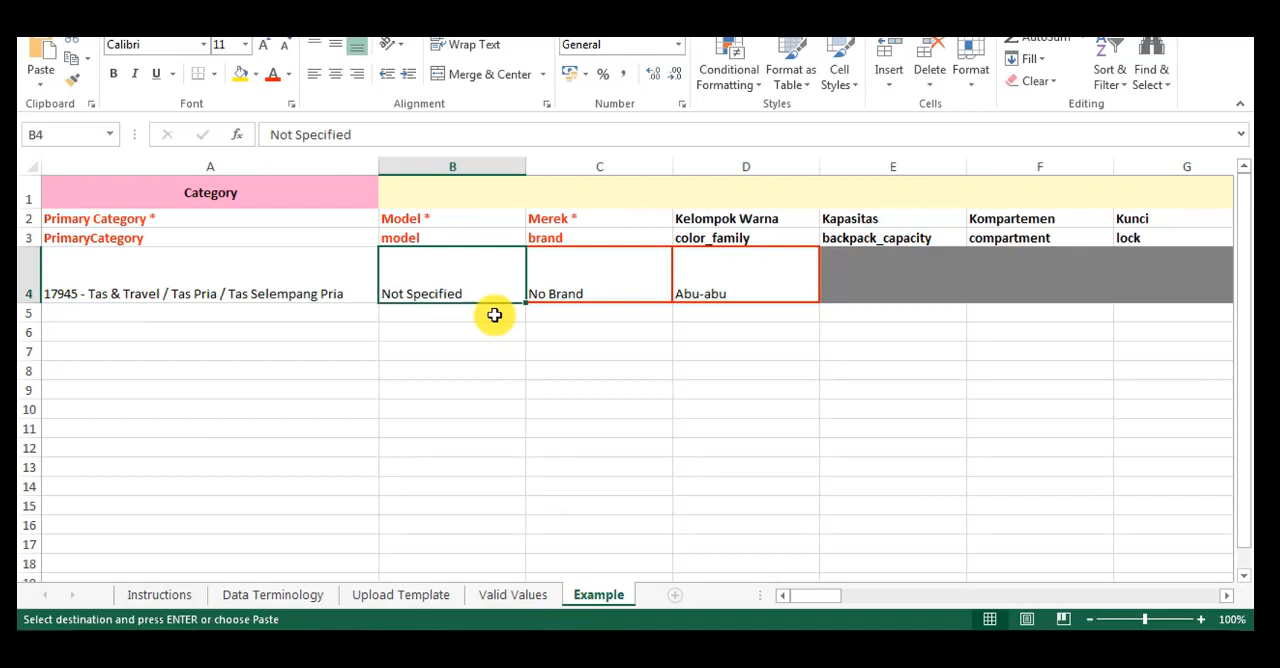 Calibri 11 A A Wrap Text General AutoSum
Paste B I U Merge & Center % , Conditional Formatting Format as Table Cell Styles Insert Delete Format Fill Clear Sort & Filter Find & Select
Clipboard Font Alignment Number Styles Cells Editing
B4 fx Not Specified
A B C D E F G
1 Category
2 Primary Category * Model * Merek * Kelompok Warna Kapasitas Kompartemen Kunci
3 PrimaryCategory model brand color_family backpack_capacity compartment lock
4 17945 - Tas & Travel / Tas Pria / Tas Selempang Pria Not Specified No Brand Abu-abu
5
6
7
8
9
10
11
12
13
14
15
16
17
18
Instructions Data Terminology Upload Template Valid Values Example
Select destination and press ENTER or choose Paste 100%